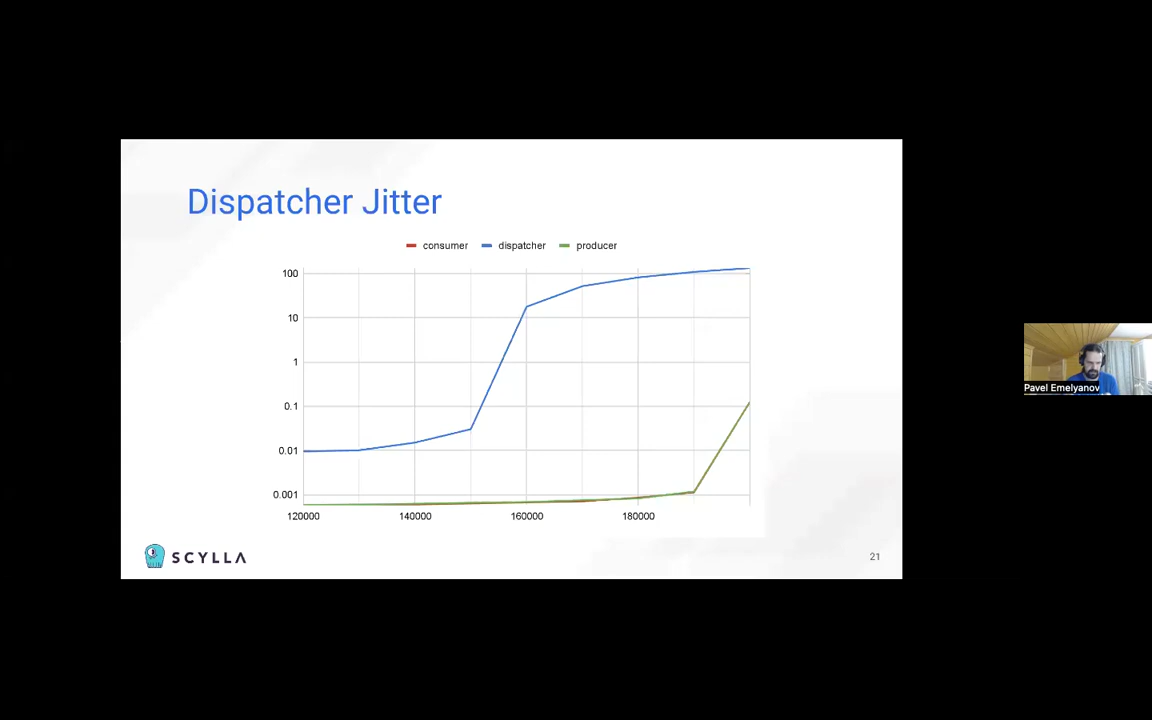 Dispatcher Jitter
consumer dispatcher producer
100
10
1
0.1
0.01
0.001
120000 140000 160000 180000
SCYLLA
21
Pavel Emelyanov